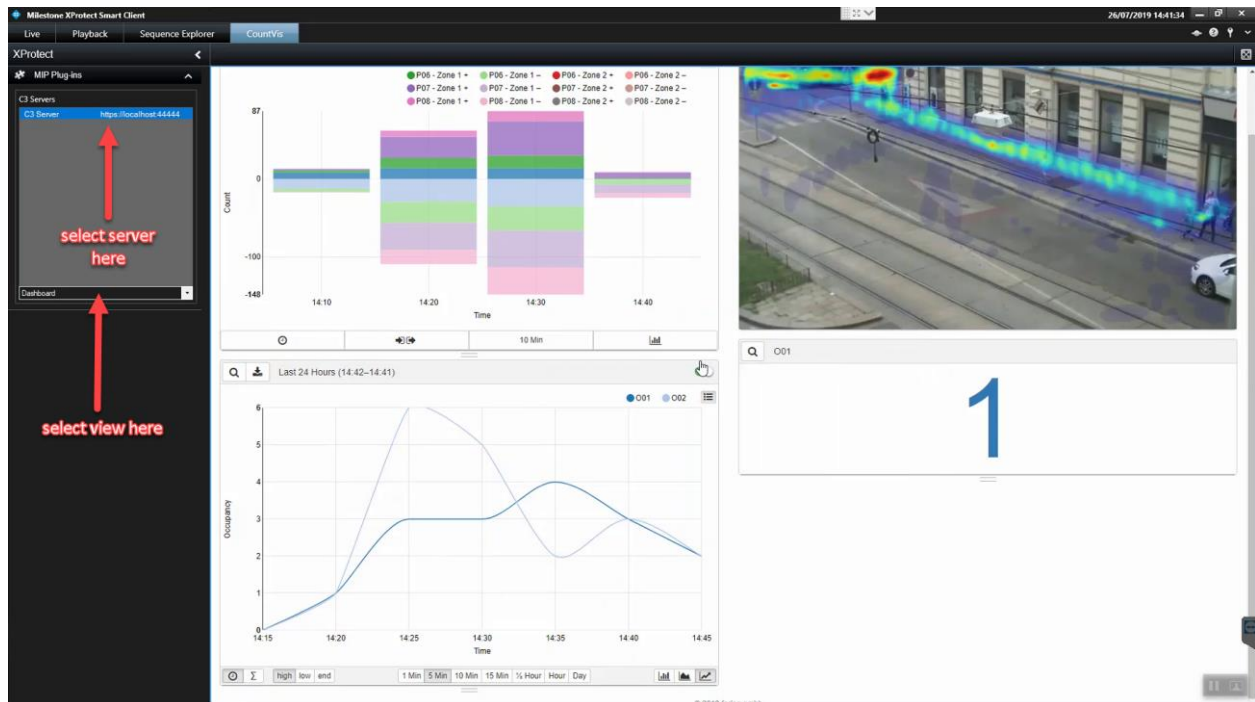 Milestone XProtect Smart Client
26/07/2019 14:41:34
Live Playback Sequence Explorer CountVis
XProtect
MIP Plug-ins
C3 Servers
C3 Server https://localhost:44444
select server
here
Dashboard
select view here
P06 - Zone 1 + P06 - Zone 1 – P06 - Zone 2 + P06 - Zone 2 –
P07 - Zone 1 + P07 - Zone 1 – P07 - Zone 2 + P07 - Zone 2 –
P08 - Zone 1 + P08 - Zone 1 – P08 - Zone 2 + P08 - Zone 2 –
87
0
-100
-148
Count
14:10 14:20 14:30 14:40
Time
10 Min
Last 24 Hours (14:42–14:41)
O01 O02
6
5
4
3
2
1
0
Occupancy
14:15 14:20 14:25 14:30 14:35 14:40 14:45
Time
Σ high low end 1 Min 5 Min 10 Min 15 Min ½ Hour Hour Day
O01
1